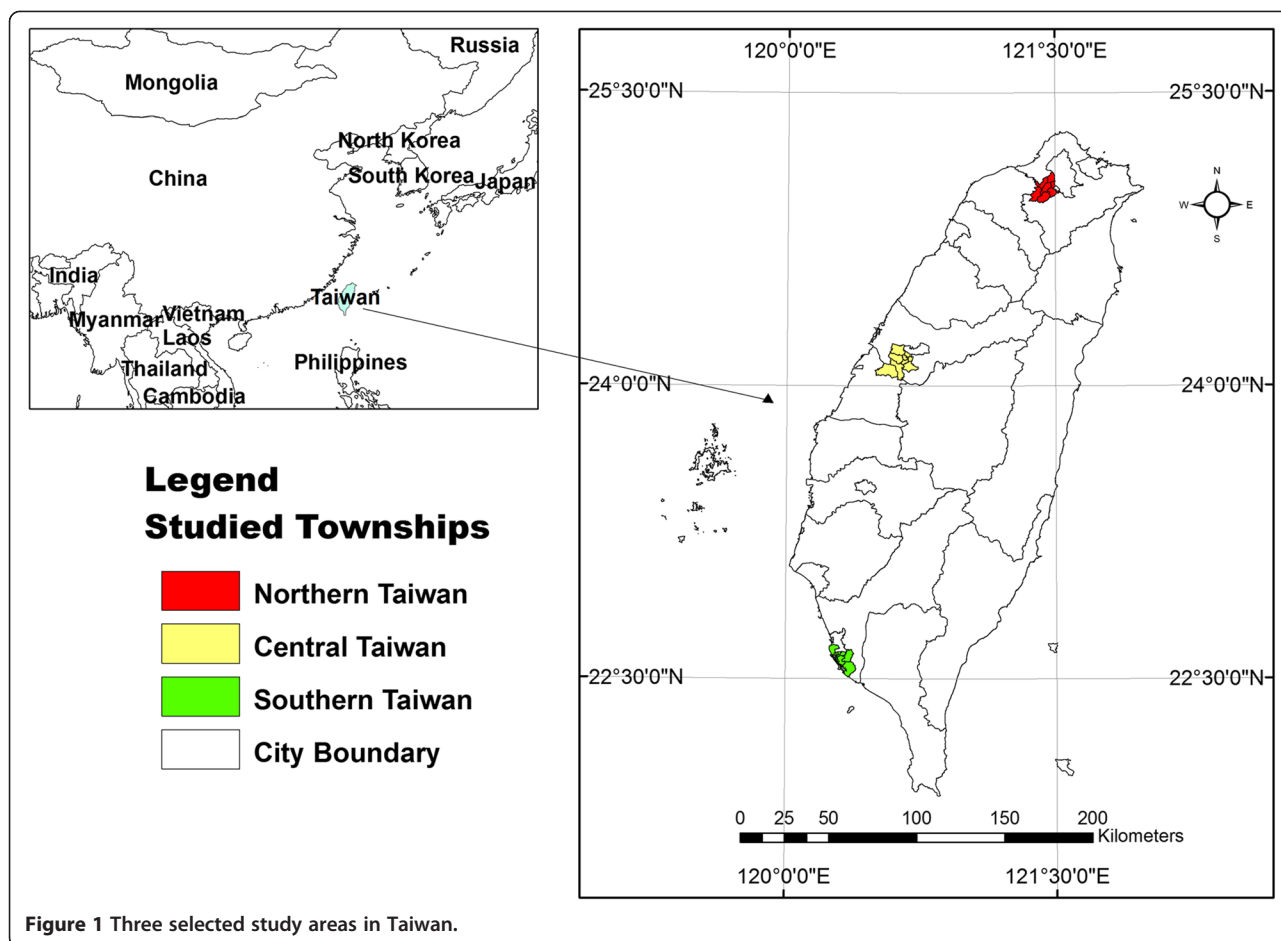 Russia
Mongolia
North Korea
China
South Korea
Japan
India
Taiwan
Myanmar
Vietnam
Laos
Thailand
Philippines
Cambodia
120°0'0"E
121°30'0"E
25°30'0"N
25°30'0"N
N
W
E
S
24°0'0"N
24°0'0"N
22°30'0"N
22°30'0"N
0 25 50 100 150 200
Kilometers
120°0'0"E
121°30'0"E
Legend
Studied Townships
Northern Taiwan
Central Taiwan
Southern Taiwan
City Boundary
Figure 1 Three selected study areas in Taiwan.